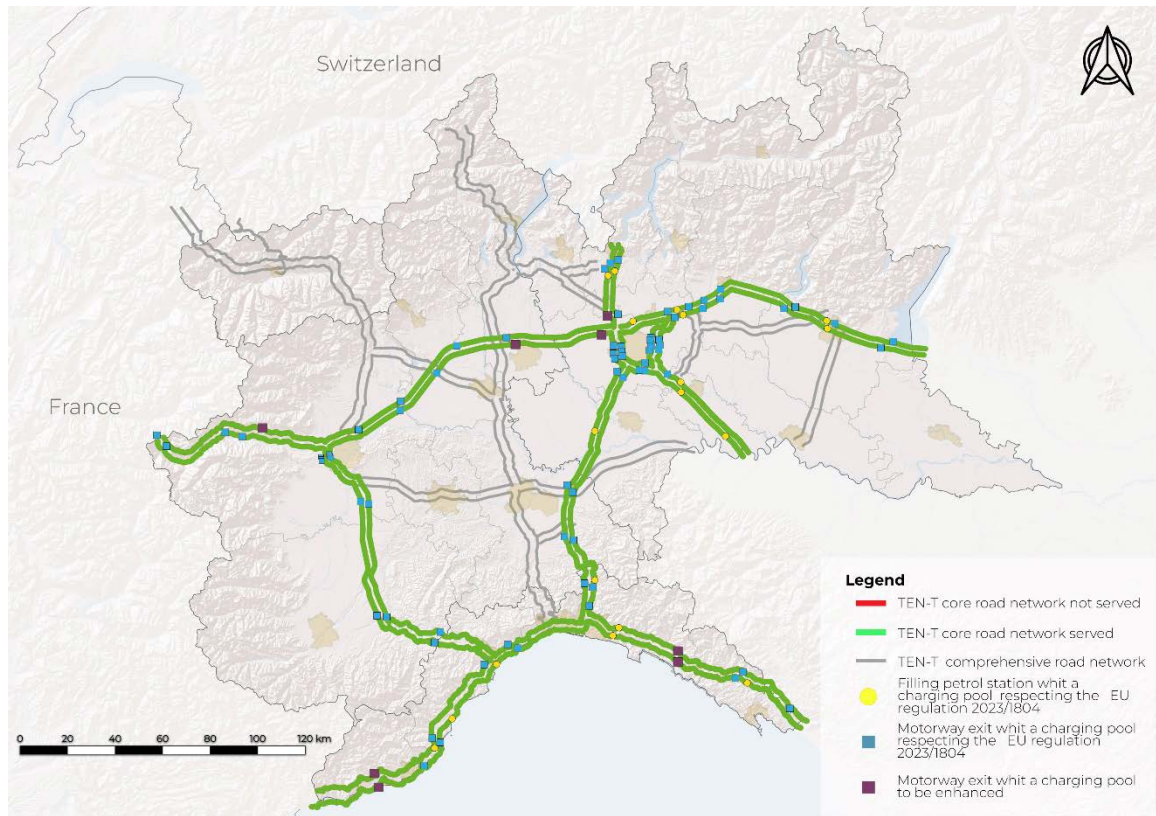 Switzerland
France
0 20 40 60 80 100 120 km
Legend
TEN-T core road network not served
TEN-T core road network served
TEN-T comprehensive road network
Filling petrol station whit a
charging pool respecting the EU
regulation 2023/1804
Motorway exit whit a charging pool
respecting the EU regulation
2023/1804
Motorway exit whit a charging pool
to be enhanced